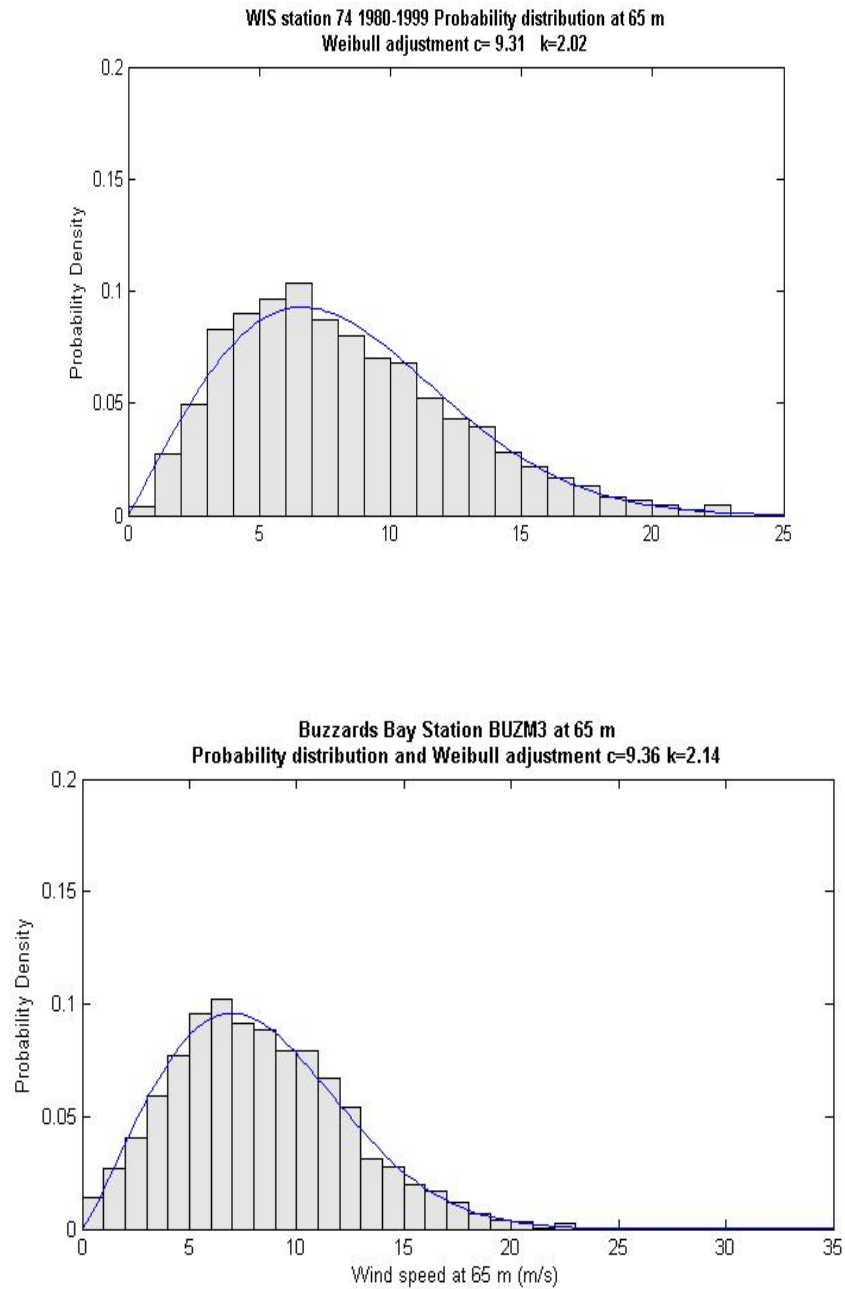 WIS station 74 1980-1999 Probability distribution at 65 m
Weibull adjustment c= 9.31 k=2.02
0.2
0.15
0.1
0.05
0
Probability Density
0 5 10 15 20 25
Buzzards Bay Station BUZM3 at 65 m
Probability distribution and Weibull adjustment c=9.36 k=2.14
0.2
0.15
0.1
0.05
0
Probability Density
0 5 10 15 20 25 30 35
Wind speed at 65 m (m/s)